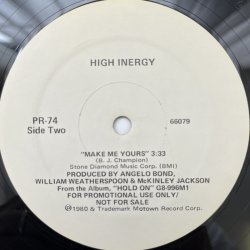 HIGH INERGY
PR-74
66079
Side Two
"MAKE ME YOURS" 3:33
(B. J. Champion)
Stone Diamond Music Corp. (BMI)
PRODUCED BY ANGELO BOND,
WILLIAM WEATHERSPOON & McKINLEY JACKSON
From the Album, "HOLD ON" G8-996M1
FOR PROMOTIONAL USE ONLY/
NOT FOR SALE
℗1980 & Trademark Motown Record Corp.